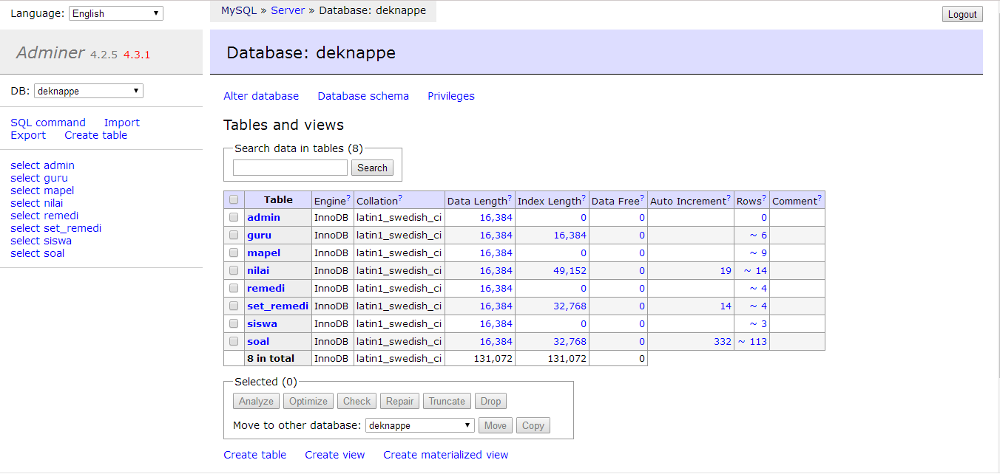 Language: English
MySQL » Server » Database: deknappe
Logout
Adminer 4.2.5 4.3.1
Database: deknappe
DB: deknappe
SQL command Import
Export Create table
select admin
select guru
select mapel
select nilai
select remedi
select set_remedi
select siswa
select soal
Alter database Database schema Privileges
Tables and views
Search data in tables (8)
Search
Table Engine? Collation? Data Length? Index Length? Data Free? Auto Increment? Rows? Comment?
admin InnoDB latin1_swedish_ci 16,384 0 0 0
guru InnoDB latin1_swedish_ci 16,384 16,384 0 ~ 6
mapel InnoDB latin1_swedish_ci 16,384 0 0 ~ 9
nilai InnoDB latin1_swedish_ci 16,384 49,152 0 19 ~ 14
remedi InnoDB latin1_swedish_ci 16,384 0 0 ~ 4
set_remedi InnoDB latin1_swedish_ci 16,384 32,768 0 14 ~ 4
siswa InnoDB latin1_swedish_ci 16,384 0 0 ~ 3
soal InnoDB latin1_swedish_ci 16,384 32,768 0 332 ~ 113
8 in total InnoDB latin1_swedish_ci 131,072 131,072 0
Selected (0)
Analyze Optimize Check Repair Truncate Drop
Move to other database: deknappe Move Copy
Create table Create view Create materialized view